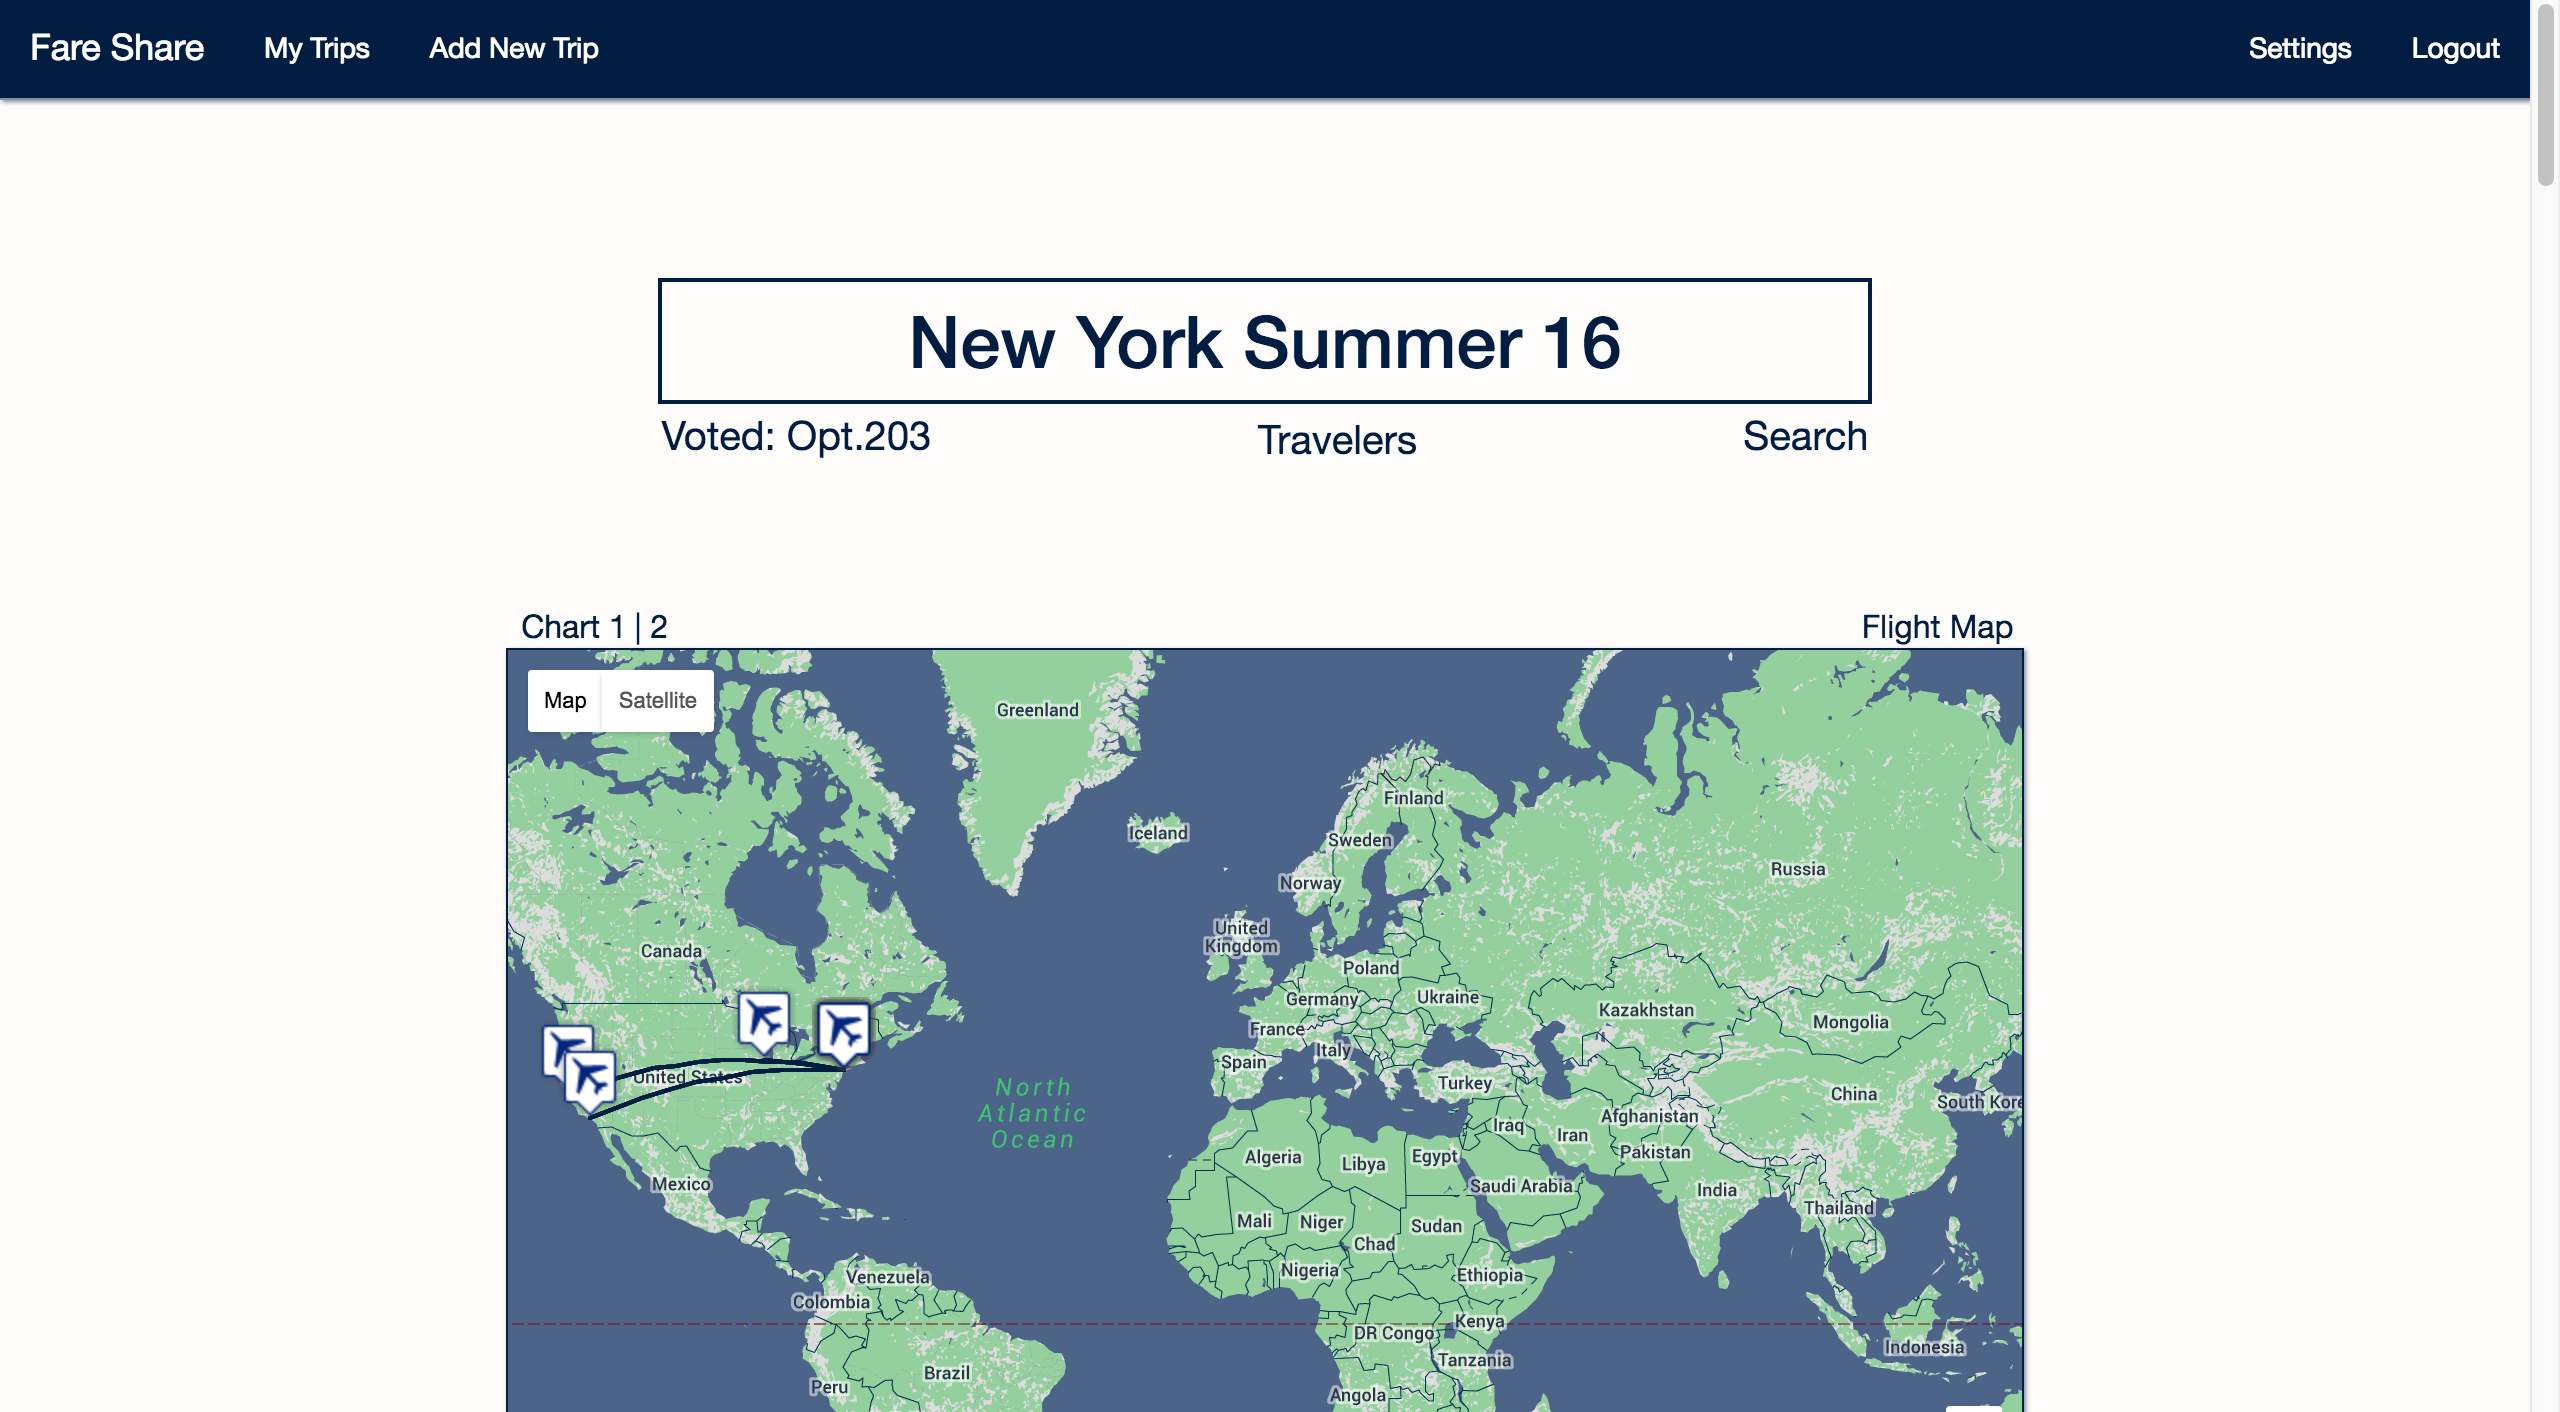 Fare Share My Trips Add New Trip Settings Logout
New York Summer 16
Voted: Opt.203 Travelers Search
Chart 1 | 2 Flight Map
Map Satellite
Greenland
Finland
Iceland
Sweden
Russia
Norway
United
Kingdom
Canada
Poland
Germany
Ukraine
Kazakhstan
France
Mongolia
Italy
Spain
United States
Turkey
North
Atlantic
Ocean
China
South Kore
Afghanistan
Iraq
Iran
Pakistan
Algeria
Libya
Egypt
Mexico
Saudi Arabia
India
Thailand
Mali
Niger
Sudan
Chad
Nigeria
Ethiopia
Venezuela
Colombia
Kenya
DR Congo
Indonesia
Tanzania
Brazil
Peru
Angola